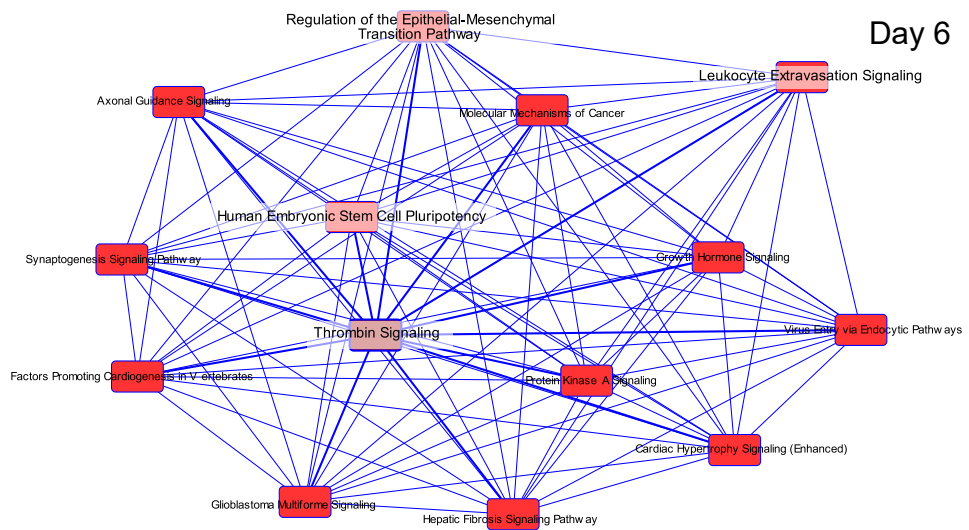 Regulation of the Epithelial-Mesenchymal
Transition Pathway
Day 6
Leukocyte Extravasation Signaling
Axonal Guidance Signaling
Molecular Mechanisms of Cancer
Human Embryonic Stem Cell Pluripotency
Synaptogenesis Signaling Pathway
Growth Hormone Signaling
Thrombin Signaling
Virus Entry via Endocytic Pathways
Factors Promoting Cardiogenesis in V ertebrates
Protein Kinase A Signaling
Cardiac Hypertrophy Signaling (Enhanced)
Glioblastoma Multiforme Signaling
Hepatic Fibrosis Signaling Pathway